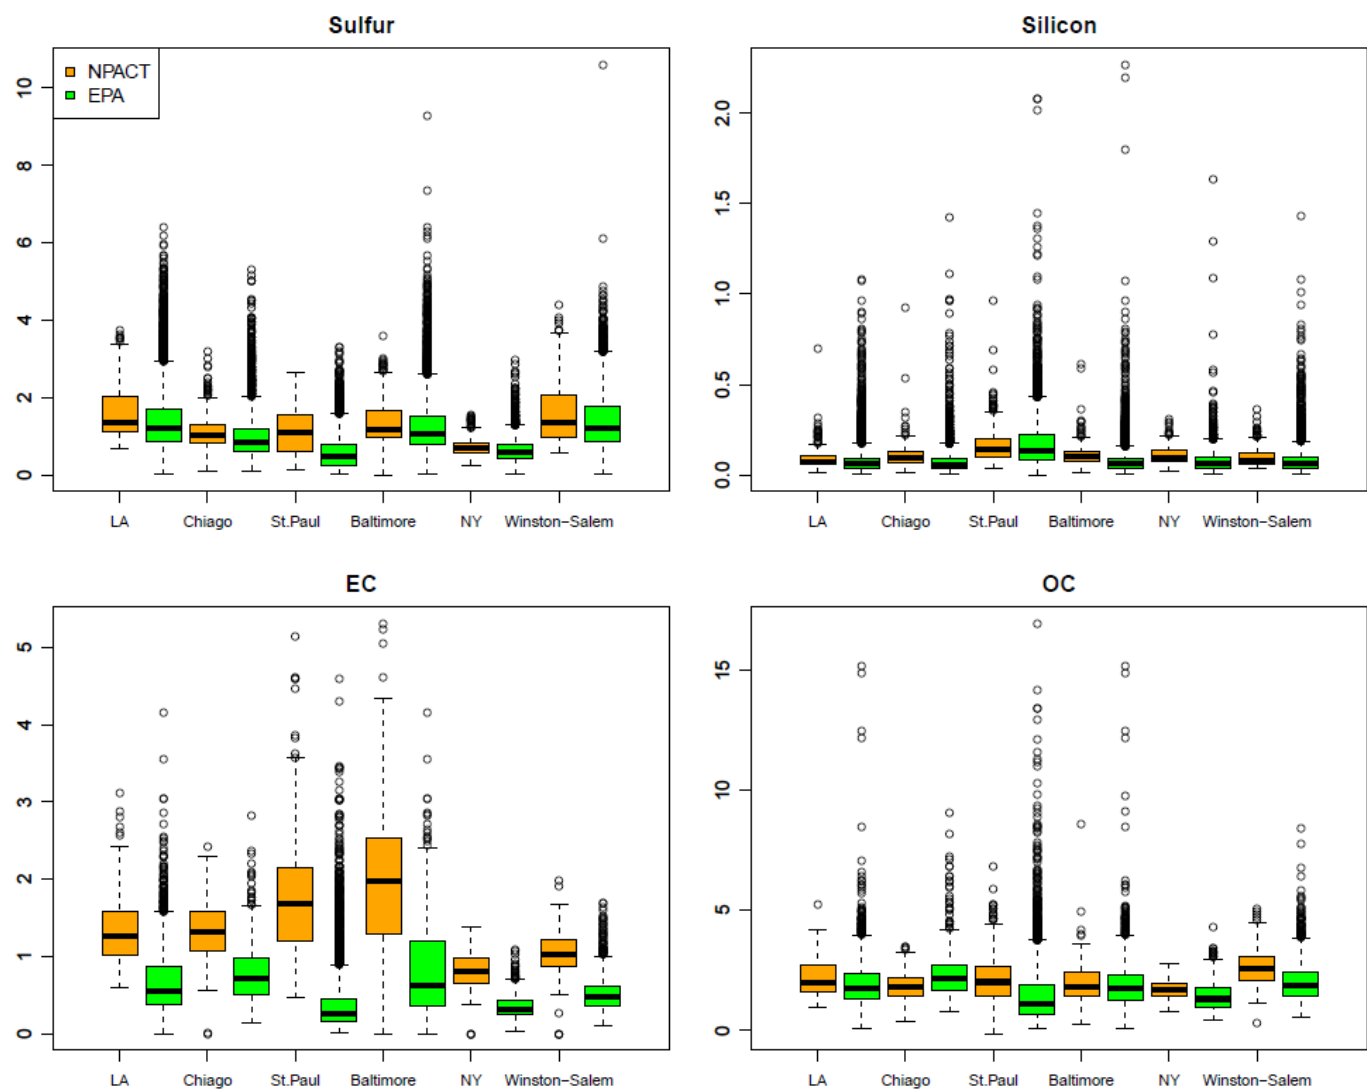 Sulfur
NPACT
EPA
0
2
4
6
8
10
LA Chiago St.Paul Baltimore NY Winston−Salem
Silicon
0.0
0.5
1.0
1.5
2.0
LA Chiago St.Paul Baltimore NY Winston−Salem
EC
0
1
2
3
4
5
LA Chiago St.Paul Baltimore NY Winston−Salem
OC
0
5
10
15
LA Chiago St.Paul Baltimore NY Winston−Salem